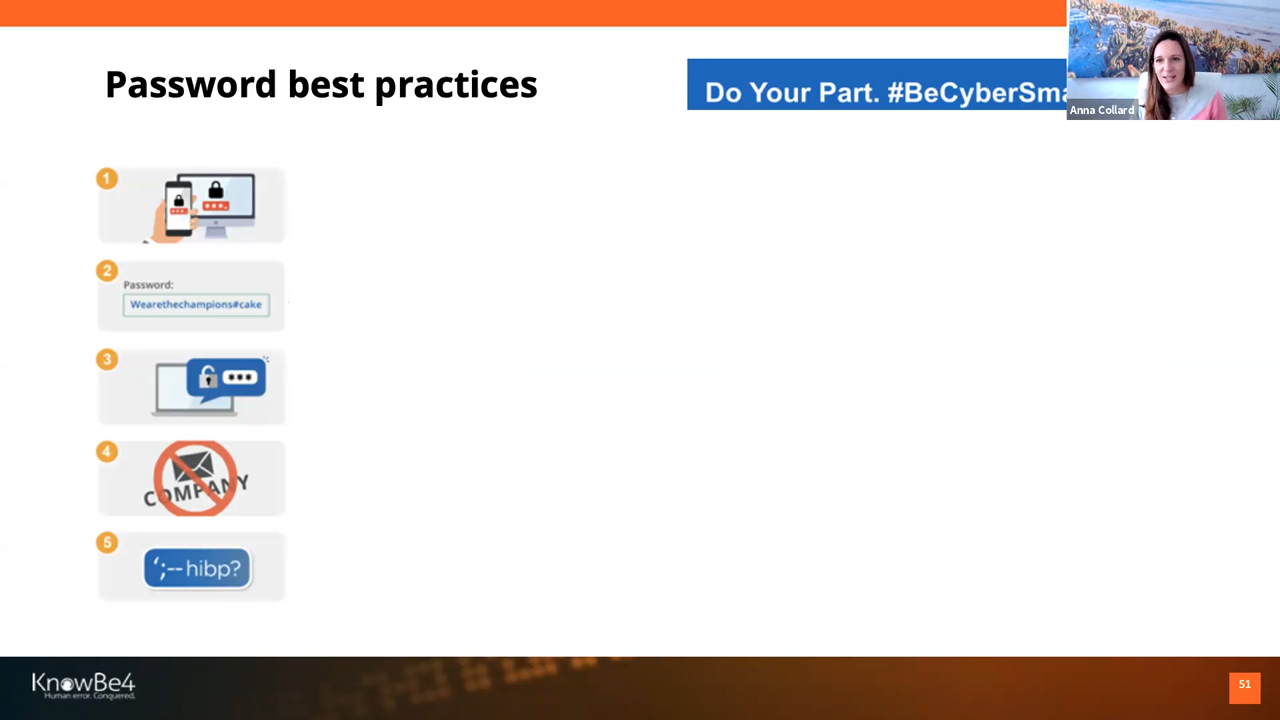 Password best practices
Do Your Part. #BeCyberSma
Anna Collard
1
2
Password:
Wearethechampions#cake
3
***
4
COMPANY
5
';--hibp?
KnowBe4
Human error. Conquered.
51